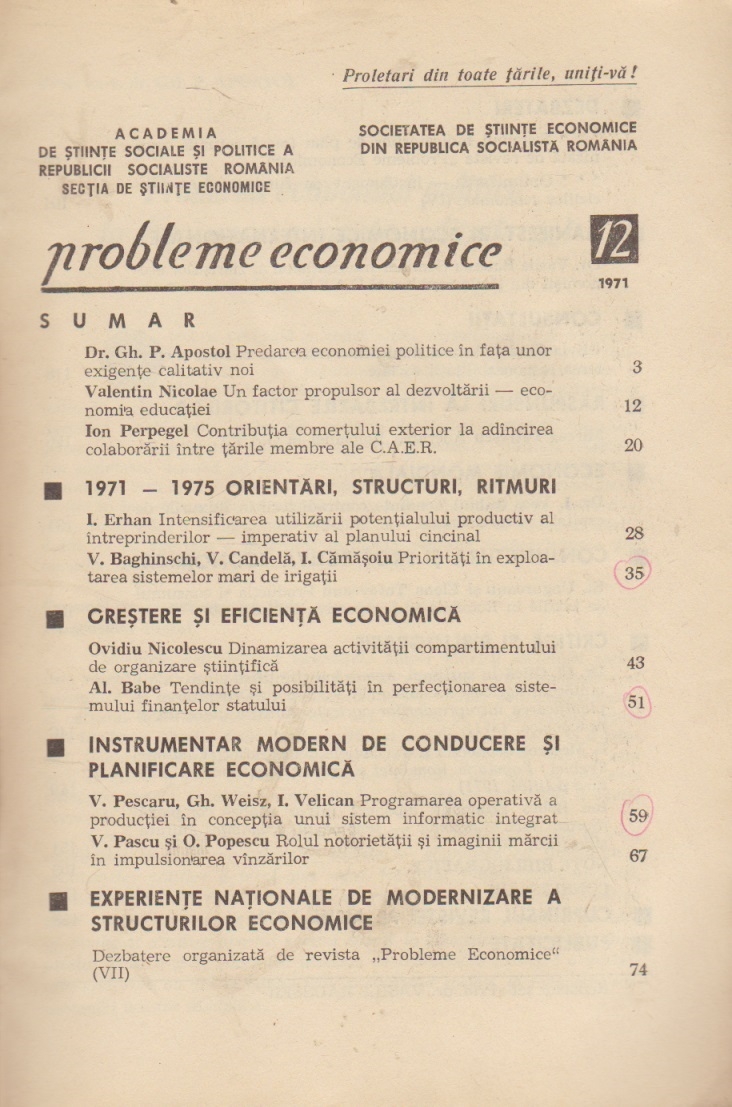 Proletari din toate țările, uniți-vă!
ACADEMIA
DE ȘTIINȚE SOCIALE ȘI POLITICE A
REPUBLICII SOCIALISTE ROMÂNIA
SECȚIA DE ȘTIINȚE ECONOMICE
SOCIETATEA DE ȘTIINȚE ECONOMICE
DIN REPUBLICA SOCIALISTĂ ROMÂNIA
probleme economice
12
1971
SUMAR
Dr. Gh. P. Apostol Predarea economiei politice în fața unor
exigențe calitativ noi 3
Valentin Nicolae Un factor propulsor al dezvoltării — eco-
nomia educației 12
Ion Perpegel Contribuția comerțului exterior la adîncirea
colaborării între țările membre ale C.A.E.R. 20
1971 – 1975 ORIENTĂRI, STRUCTURI, RITMURI
I. Erhan Intensificarea utilizării potențialului productiv al
întreprinderilor — imperativ al planului cincinal 28
V. Baghinschi, V. Candelă, I. Cămășoiu Priorități în exploa-
tarea sistemelor mari de irigații 35
CREȘTERE ȘI EFICIENȚĂ ECONOMICĂ
Ovidiu Nicolescu Dinamizarea activității compartimentului
de organizare științifică 43
Al. Babe Tendințe și posibilități în perfecționarea siste-
mului finanțelor statului 51
INSTRUMENTAR MODERN DE CONDUCERE ȘI
PLANIFICARE ECONOMICĂ
V. Pescaru, Gh. Weisz, I. Velican Programarea operativă a
producției în concepția unui sistem informatic integrat 59
V. Pascu și O. Popescu Rolul notorietății și imaginii mărcii
în impulsionarea vînzărilor 67
EXPERIENȚE NAȚIONALE DE MODERNIZARE A
STRUCTURILOR ECONOMICE
Dezbatere organizată de revista „Probleme Economice“
(VII) 74